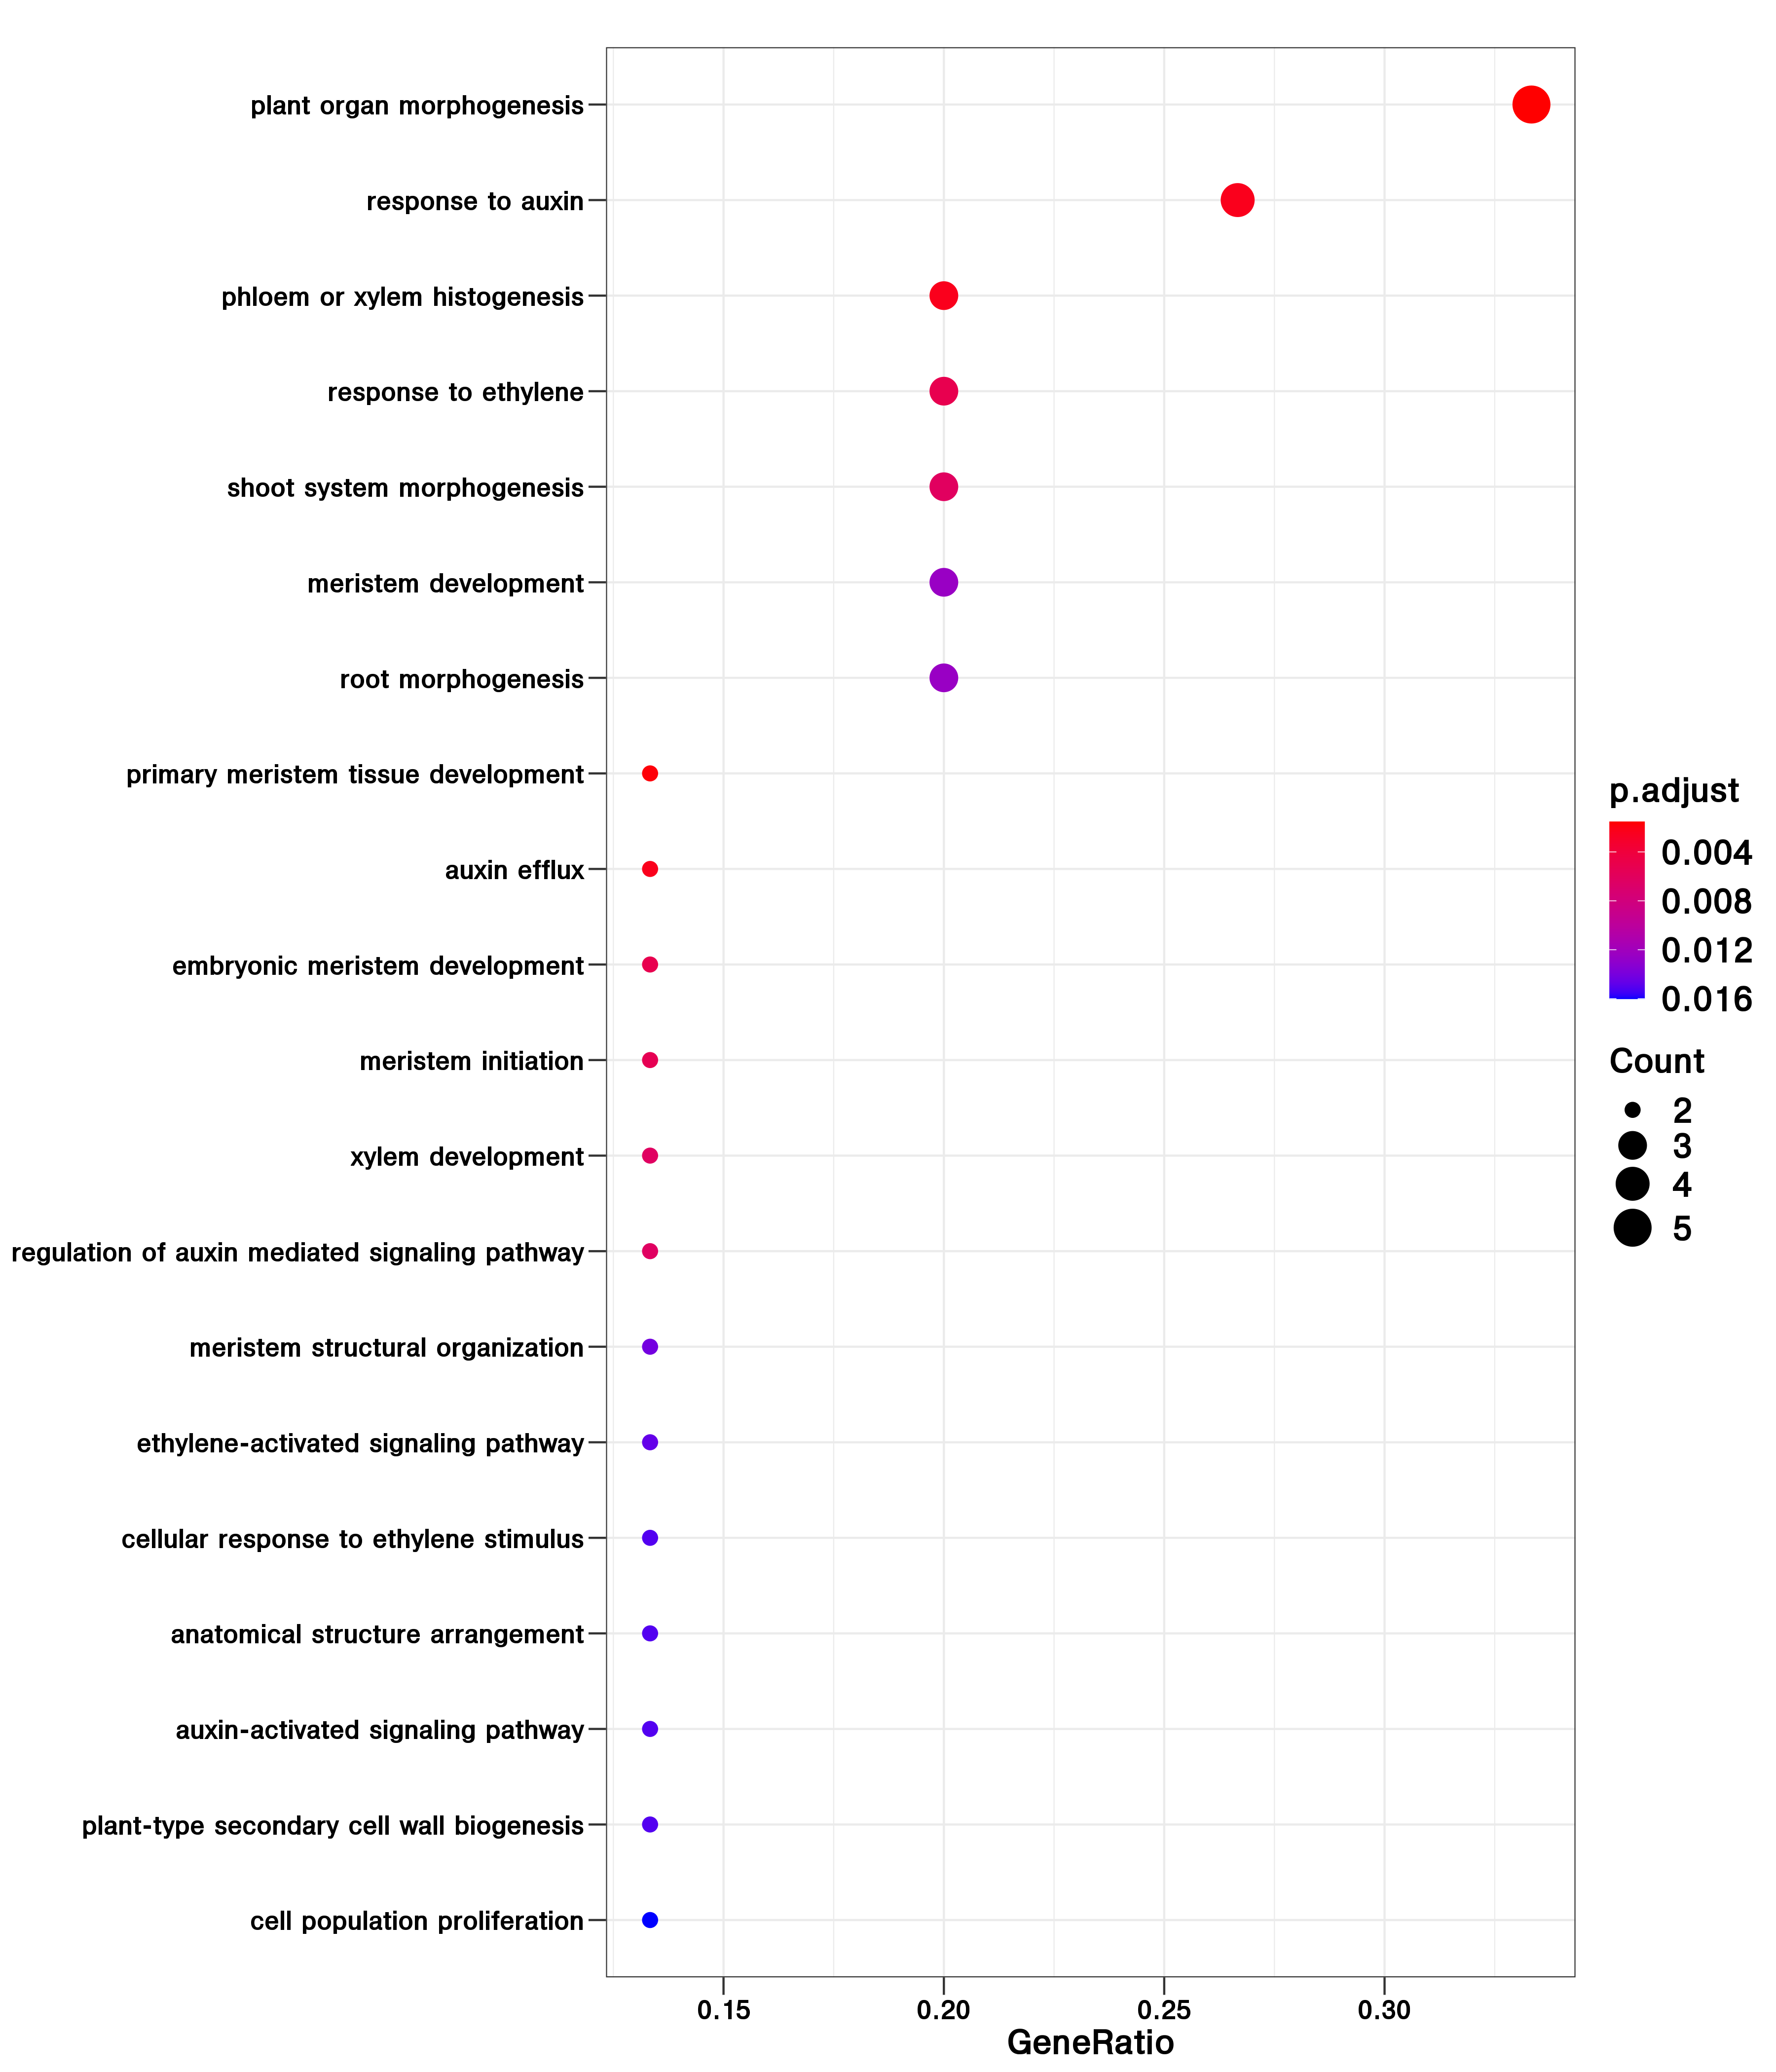 plant organ morphogenesis
response to auxin
phloem or xylem histogenesis
response to ethylene
shoot system morphogenesis
meristem development
root morphogenesis
primary meristem tissue development
auxin efflux
embryonic meristem development
meristem initiation
xylem development
regulation of auxin mediated signaling pathway
meristem structural organization
ethylene-activated signaling pathway
cellular response to ethylene stimulus
anatomical structure arrangement
auxin-activated signaling pathway
plant-type secondary cell wall biogenesis
cell population proliferation
0.15 0.20 0.25 0.30
GeneRatio
p.adjust
0.004
0.008
0.012
0.016
Count
2
3
4
5